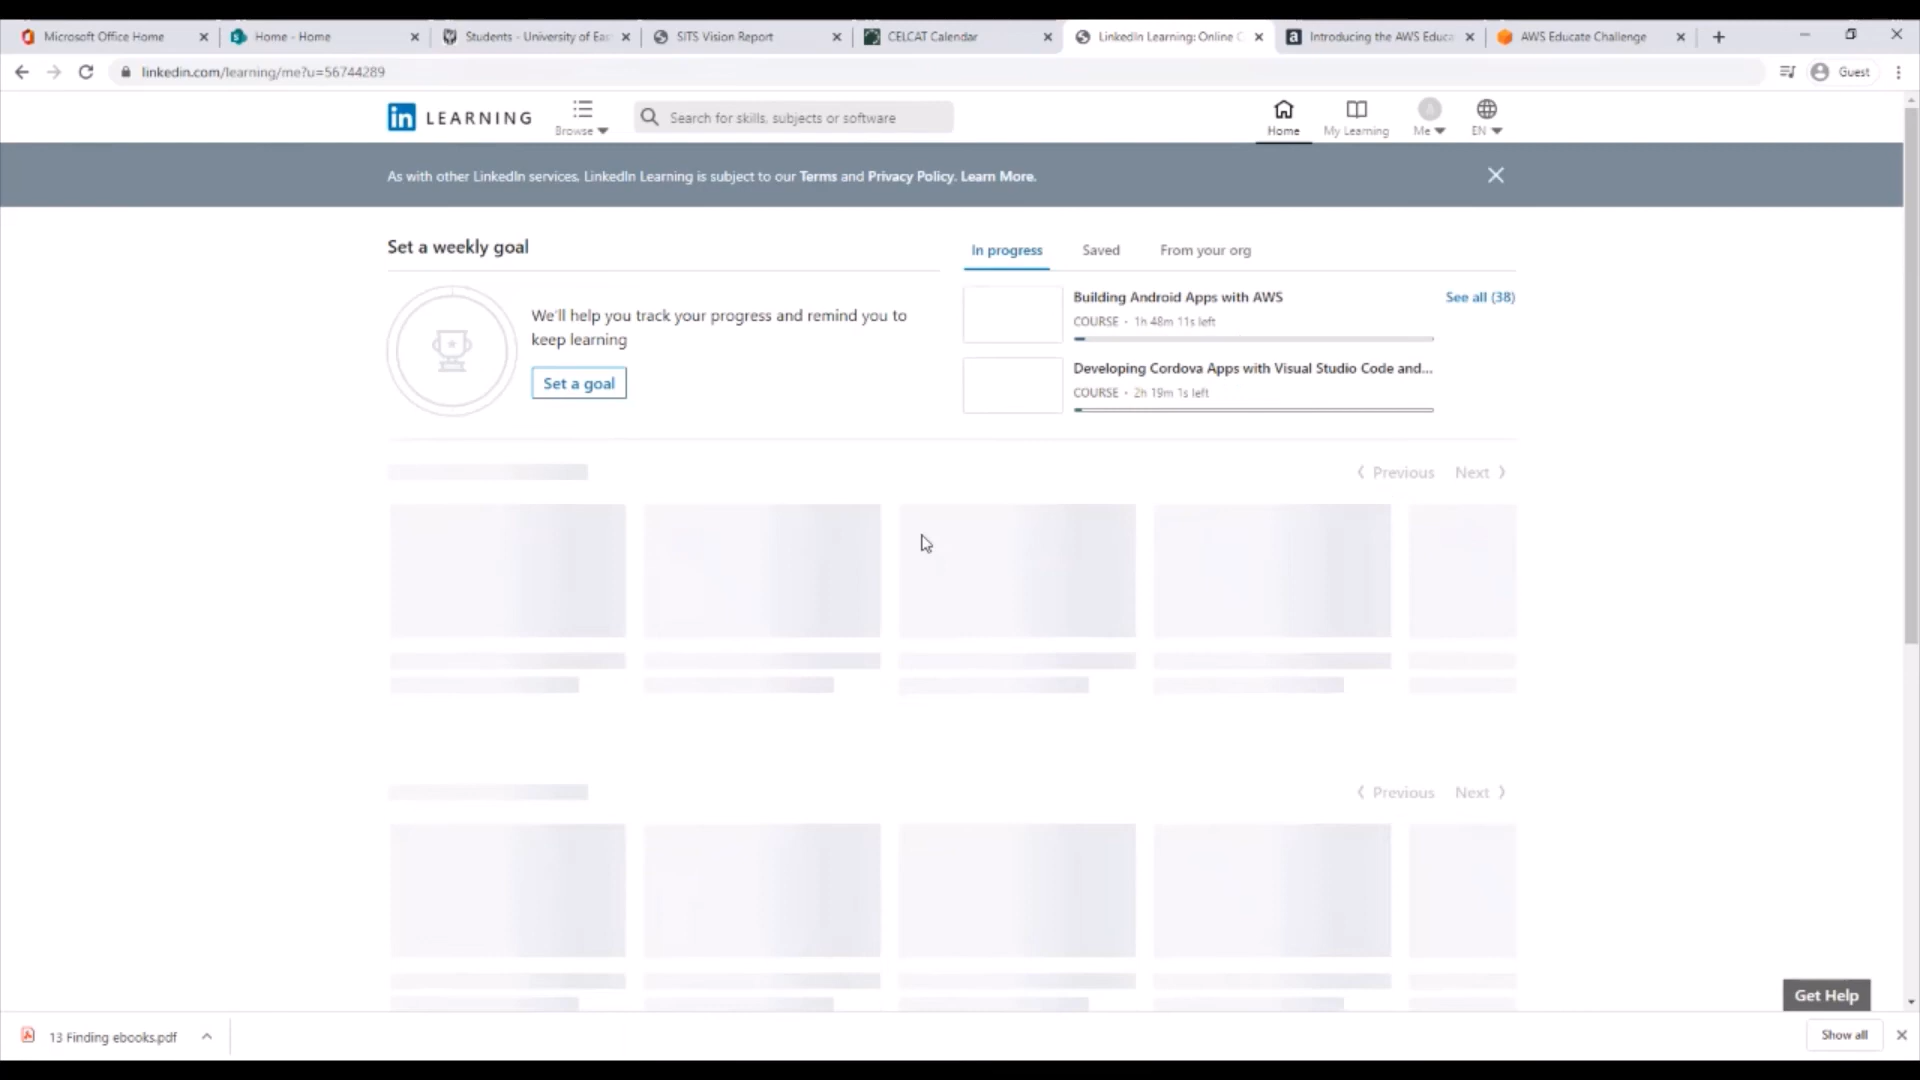 Microsoft Office Home
Home - Home
Students - University of Eas
SITS Vision Report
CELCAT Calendar
LinkedIn Learning: Online C
Introducing the AWS Educa
AWS Educate Challenge
linkedin.com/learning/me?u=56744289
Guest
in LEARNING
Browse
Search for skills, subjects or software
Home
My Learning
Me
EN
As with other LinkedIn services, LinkedIn Learning is subject to our Terms and Privacy Policy. Learn More.
Set a weekly goal
In progress
Saved
From your org
We'll help you track your progress and remind you to
keep learning
Set a goal
Building Android Apps with AWS
See all (38)
COURSE • 1h 48m 11s left
Developing Cordova Apps with Visual Studio Code and...
COURSE • 2h 19m 1s left
Previous Next
Previous Next
Get Help
13 Finding ebooks.pdf
Show all